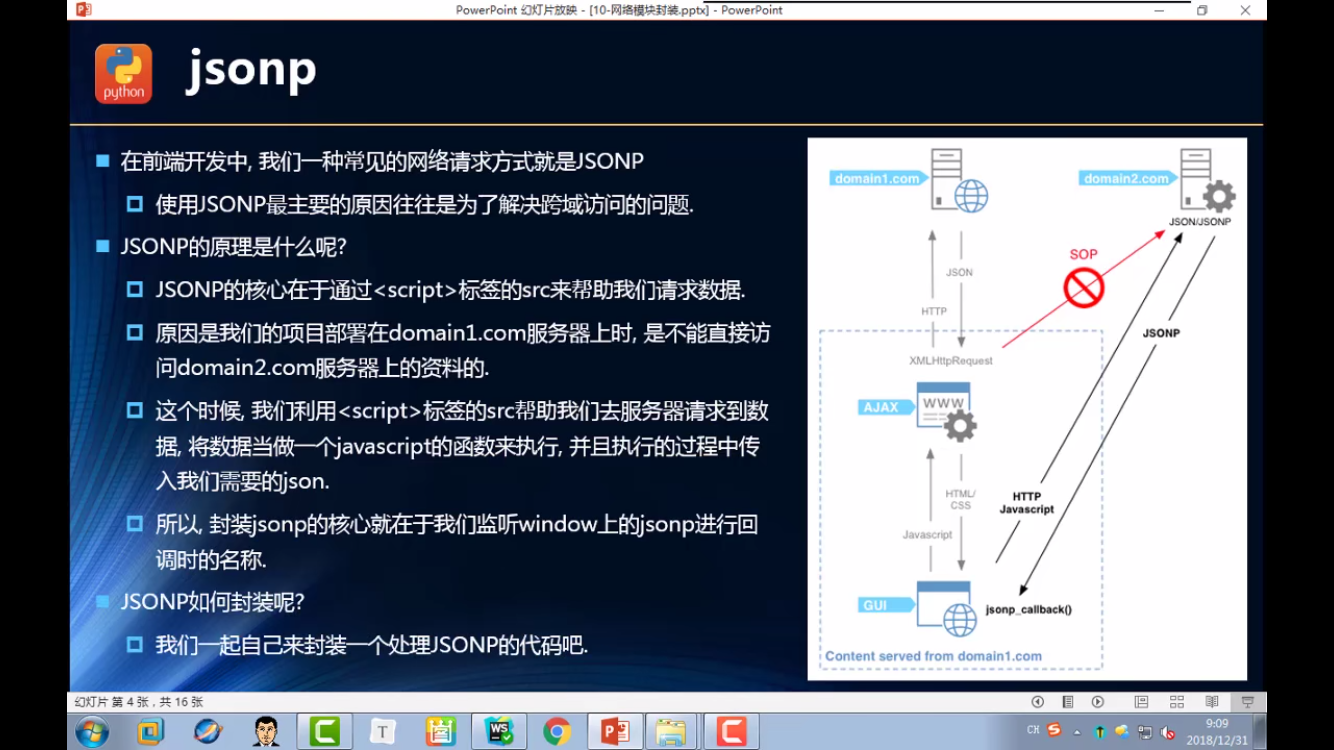 PowerPoint 幻灯片放映 - [10-网络模块封装.pptx] - PowerPoint
python
jsonp
在前端开发中, 我们一种常见的网络请求方式就是JSONP
使用JSONP最主要的原因往往是为了解决跨域访问的问题.
JSONP的原理是什么呢?
JSONP的核心在于通过<script>标签的src来帮助我们请求数据.
原因是我们的项目部署在domain1.com服务器上时, 是不能直接访
问domain2.com服务器上的资料的.
这个时候, 我们利用<script>标签的src帮助我们去服务器请求到数
据, 将数据当做一个javascript的函数来执行, 并且执行的过程中传
入我们需要的json.
所以, 封装jsonp的核心就在于我们监听window上的jsonp进行回
调时的名称.
JSONP如何封装呢?
我们一起自己来封装一个处理JSONP的代码吧.
domain1.com
domain2.com
JSON/JSONP
SOP
JSON
HTTP
JSONP
XMLHttpRequest
WWW
AJAX
HTML/
CSS
HTTP
Javascript
Javascript
GUI
jsonp_callback()
Content served from domain1.com
幻灯片 第 4 张 , 共 16 张
T
WS
CH
9:09
2018/12/31